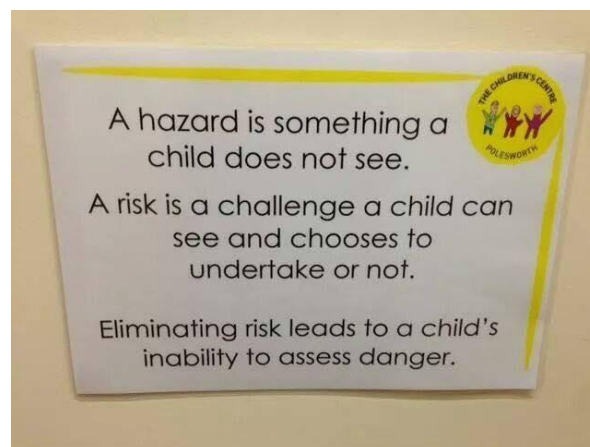 THE CHILDREN'S CENTRE
POLESWORTH
A hazard is something a
child does not see.
A risk is a challenge a child can
see and chooses to
undertake or not.
Eliminating risk leads to a child's
inability to assess danger.